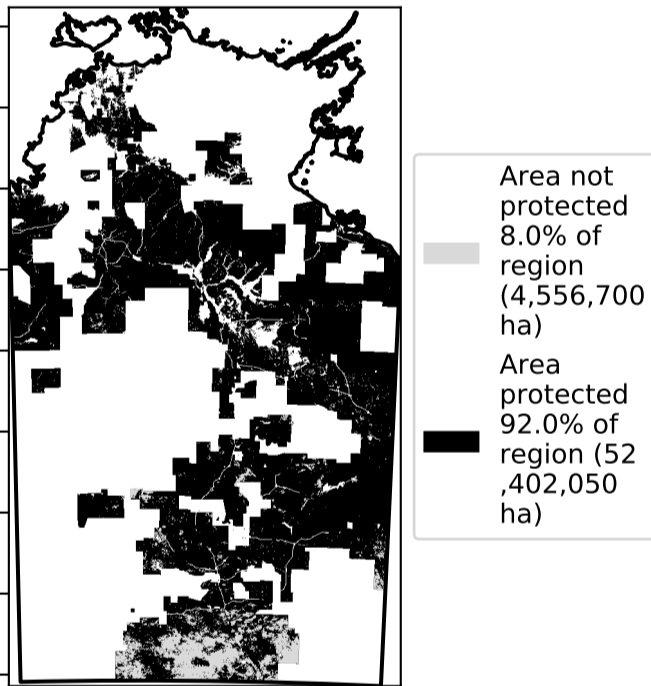 Area not
protected
8.0% of
region
(4,556,700
ha)
Area
protected
92.0% of
region (52
,402,050
ha)